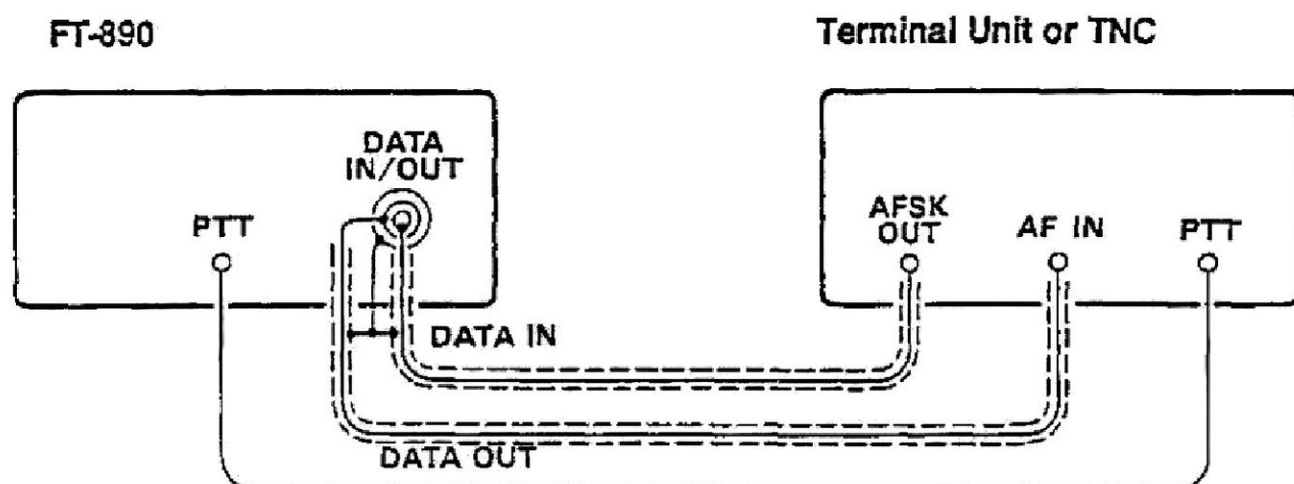 FT-890
Terminal Unit or TNC
DATA
IN/OUT
PTT
AFSK
OUT
AF IN
PTT
DATA IN
DATA OUT